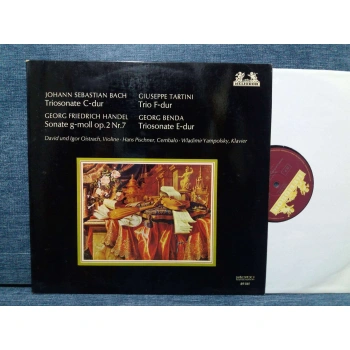 HELIODOR
JOHANN SEBASTIAN BACH
Triosonate C-dur
GIUSEPPE TARTINI
Trio F-dur
GEORG FRIEDRICH HÄNDEL
Sonate g-moll op.2 Nr.7
GEORG BENDA
Triosonate E-dur
David und Igor Oistrach, Violine · Hans Pischner, Cembalo · Wladimir Yampolsky, Klavier